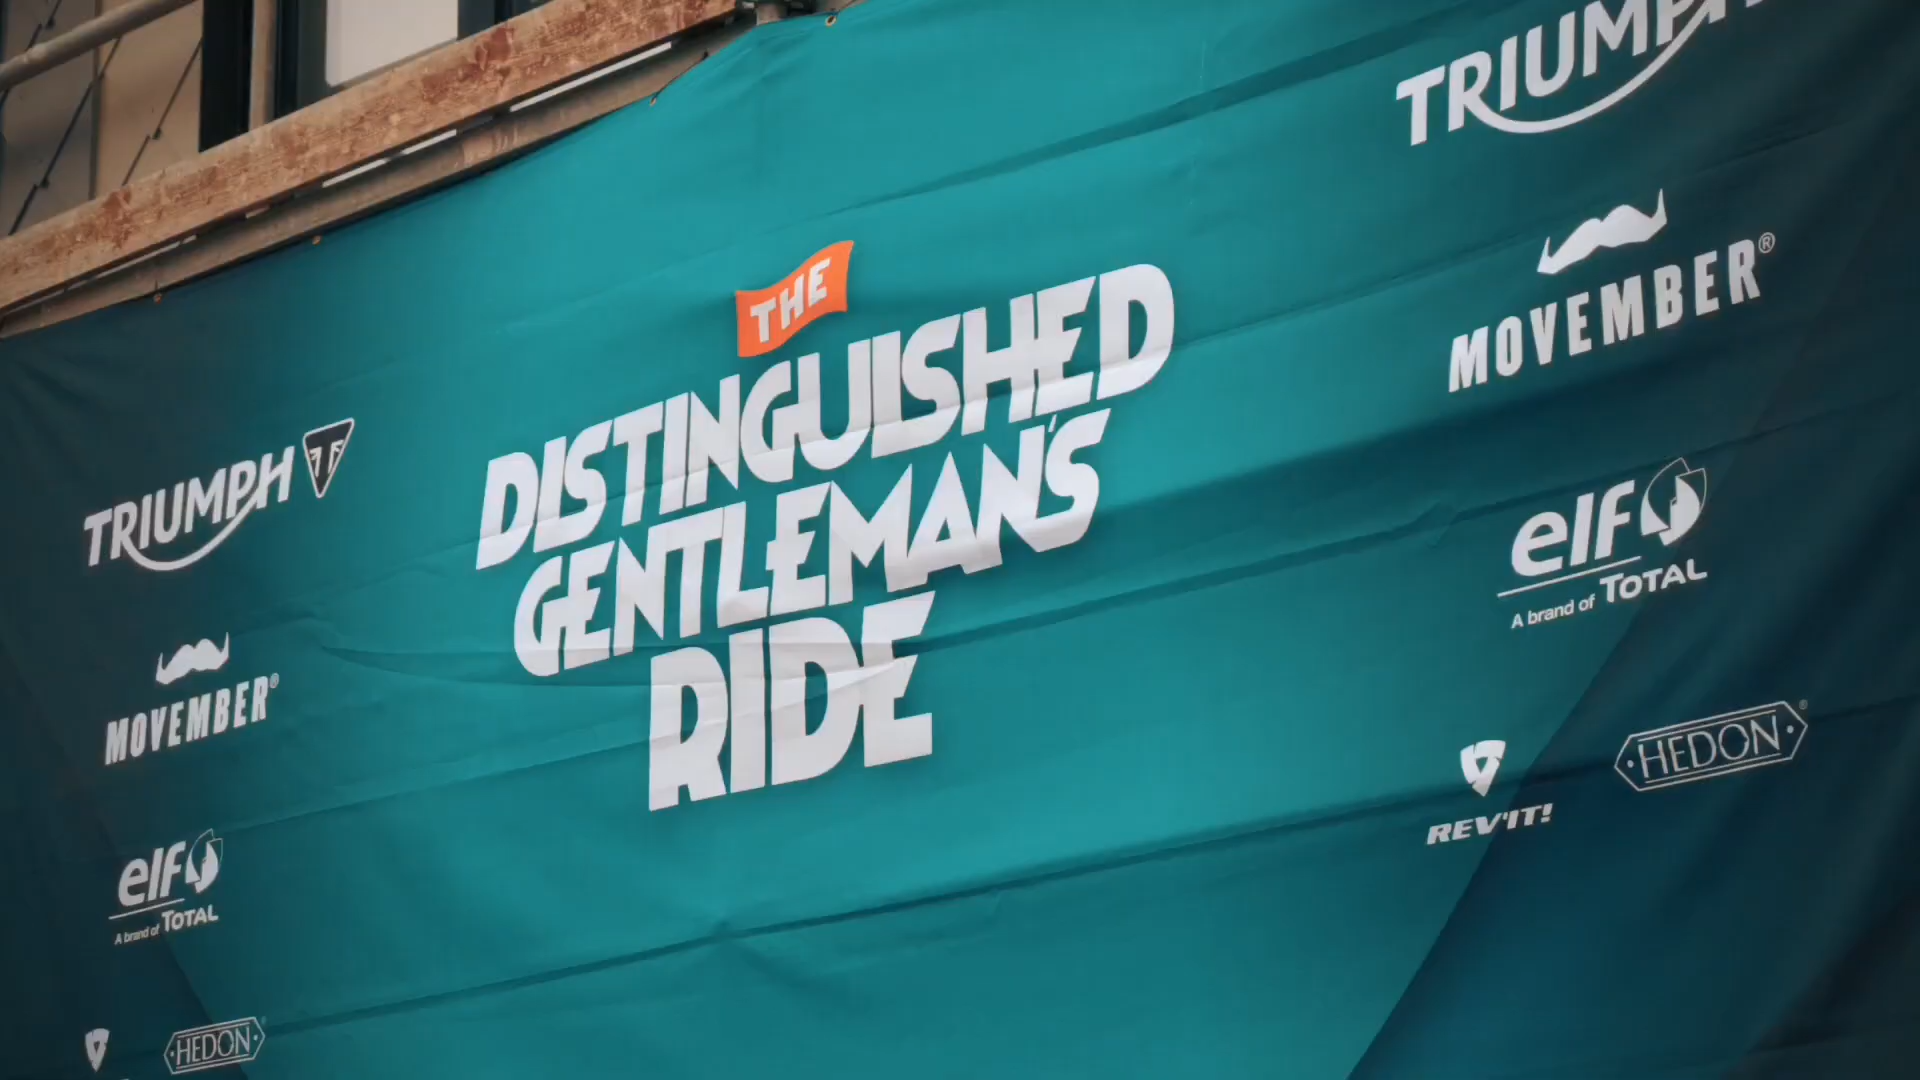 THE
DISTINGUISHED
GENTLEMAN'S
RIDE
TRIUMPH
MOVEMBER®
elf
A brand of TOTAL
HEDON
TRIUMPH
MOVEMBER®
elf
A brand of TOTAL
REV'IT!
HEDON®